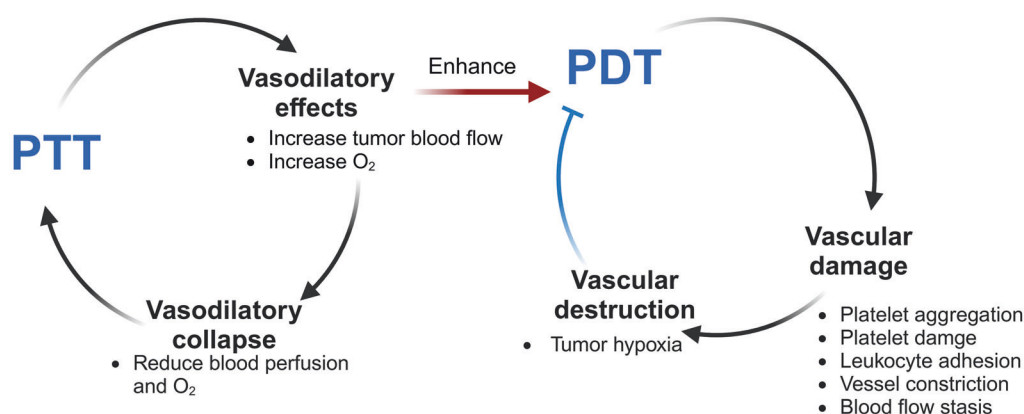 PTT
Vasodilatory
effects
• Increase tumor blood flow
• Increase O₂
Vasodilatory
collapse
• Reduce blood perfusion
and O₂
Enhance
PDT
Vascular
damage
• Platelet aggregation
• Platelet damge
• Leukocyte adhesion
• Vessel constriction
• Blood flow stasis
Vascular
destruction
• Tumor hypoxia